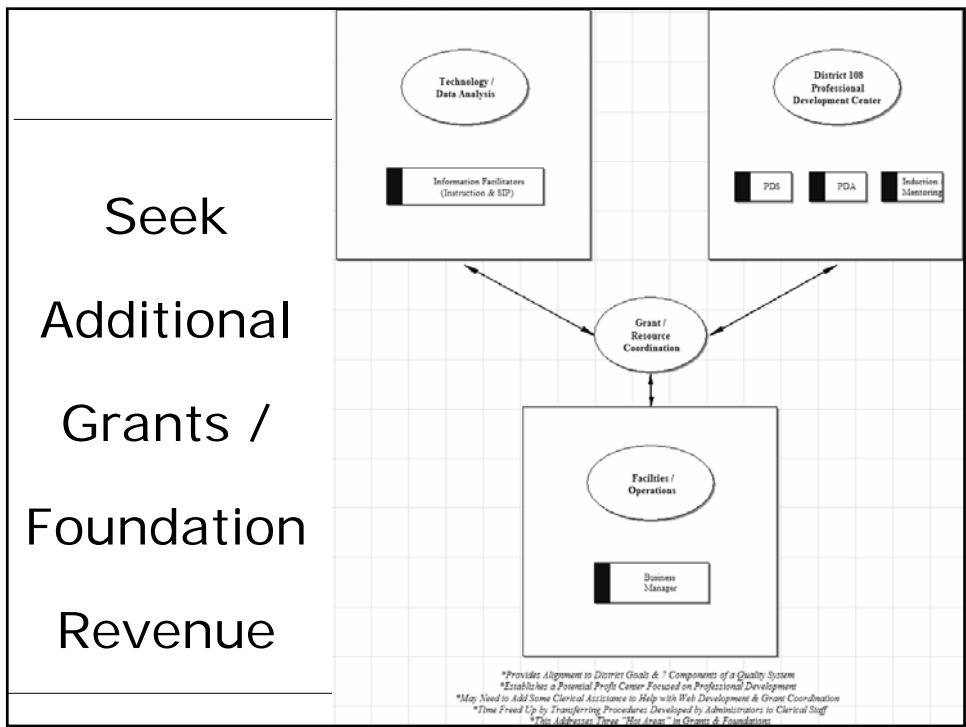 Seek
Additional
Grants /
Foundation
Revenue
Technology /
Data Analysis
Information Facilitators
(Instruction & SIP)
District 108
Professional
Development Center
PDS
PDA
Induction /
Mentoring
Grant /
Resource
Coordination
Facilties /
Operations
Business
Manager
*Provides Alignment to District Goals & 7 Components of a Quality System
*Establishes a Potential Profit Center Focused on Professional Development
*May Need to Add Some Clerical Assistance to Help with Web Development & Grant Coordination
*Time Freed Up by Transferring Procedures Developed by Administrators to Clerical Staff
*This Addresses Three "Hot Areas" in Grants & Foundations